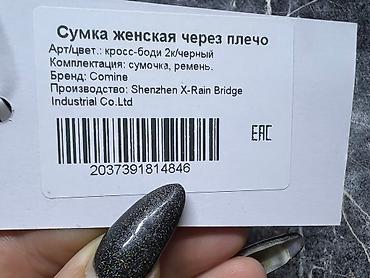 Сумка женская через плечо
Арт/цвет.: кросс-боди 2к/черный
Комплектация: сумочка, ремень.
Бренд: Comine
Производство: Shenzhen X-Rain Bridge
Industrial Co.Ltd
EAC
2037391814846